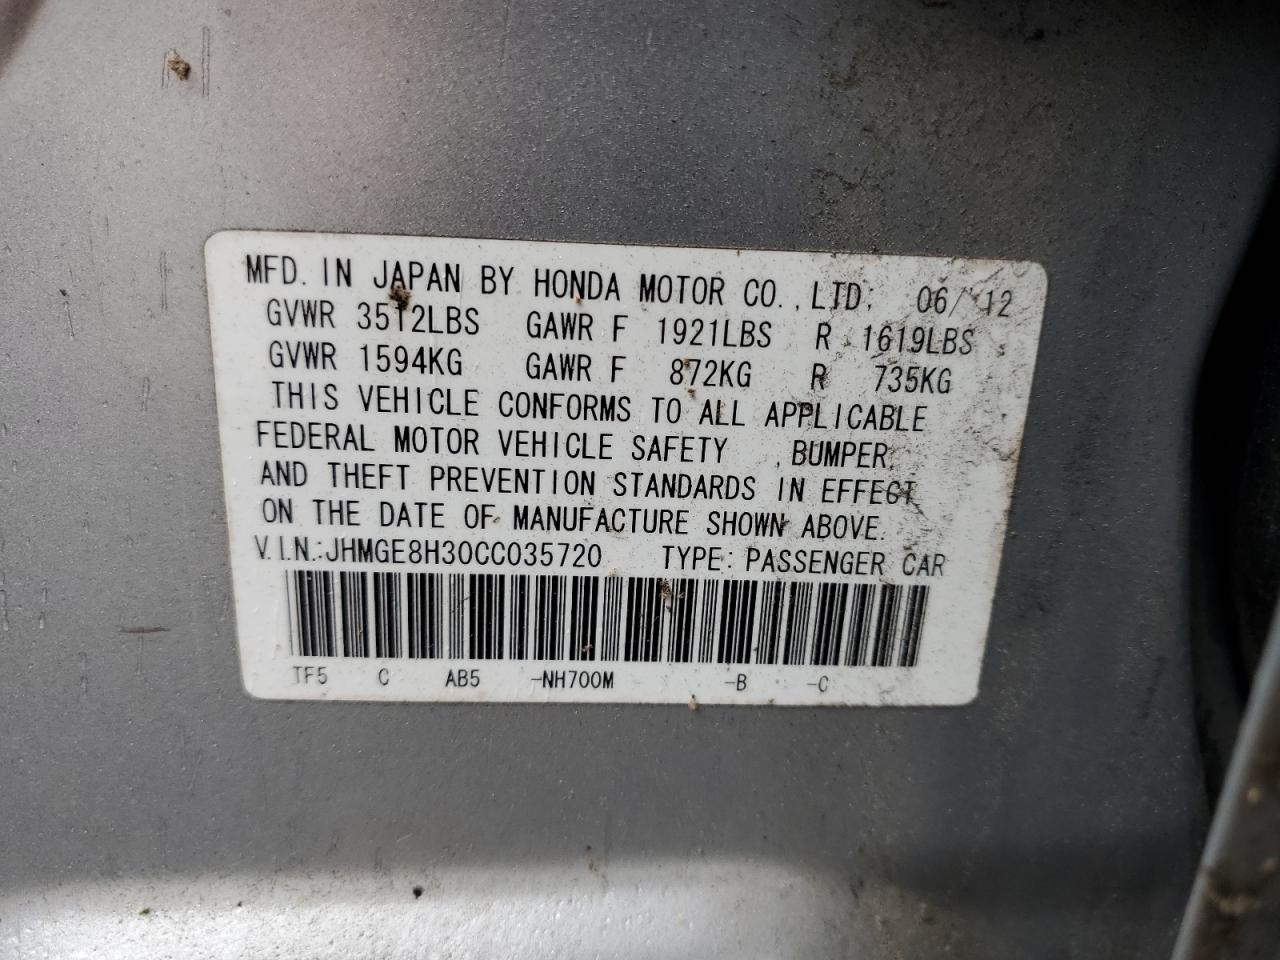 MFD. IN JAPAN BY HONDA MOTOR CO., LTD. 06/12
GVWR 3512LBS GAWR F 1921LBS R 1619LBS
GVWR 1594KG GAWR F 872KG R 735KG
THIS VEHICLE CONFORMS TO ALL APPLICABLE
FEDERAL MOTOR VEHICLE SAFETY , BUMPER,
AND THEFT PREVENTION STANDARDS IN EFFECT
ON THE DATE OF MANUFACTURE SHOWN ABOVE.
V.I.N.:JHMGE8H30CC035720 TYPE: PASSENGER CAR
TF5 C AB5 -NH700M -B -C